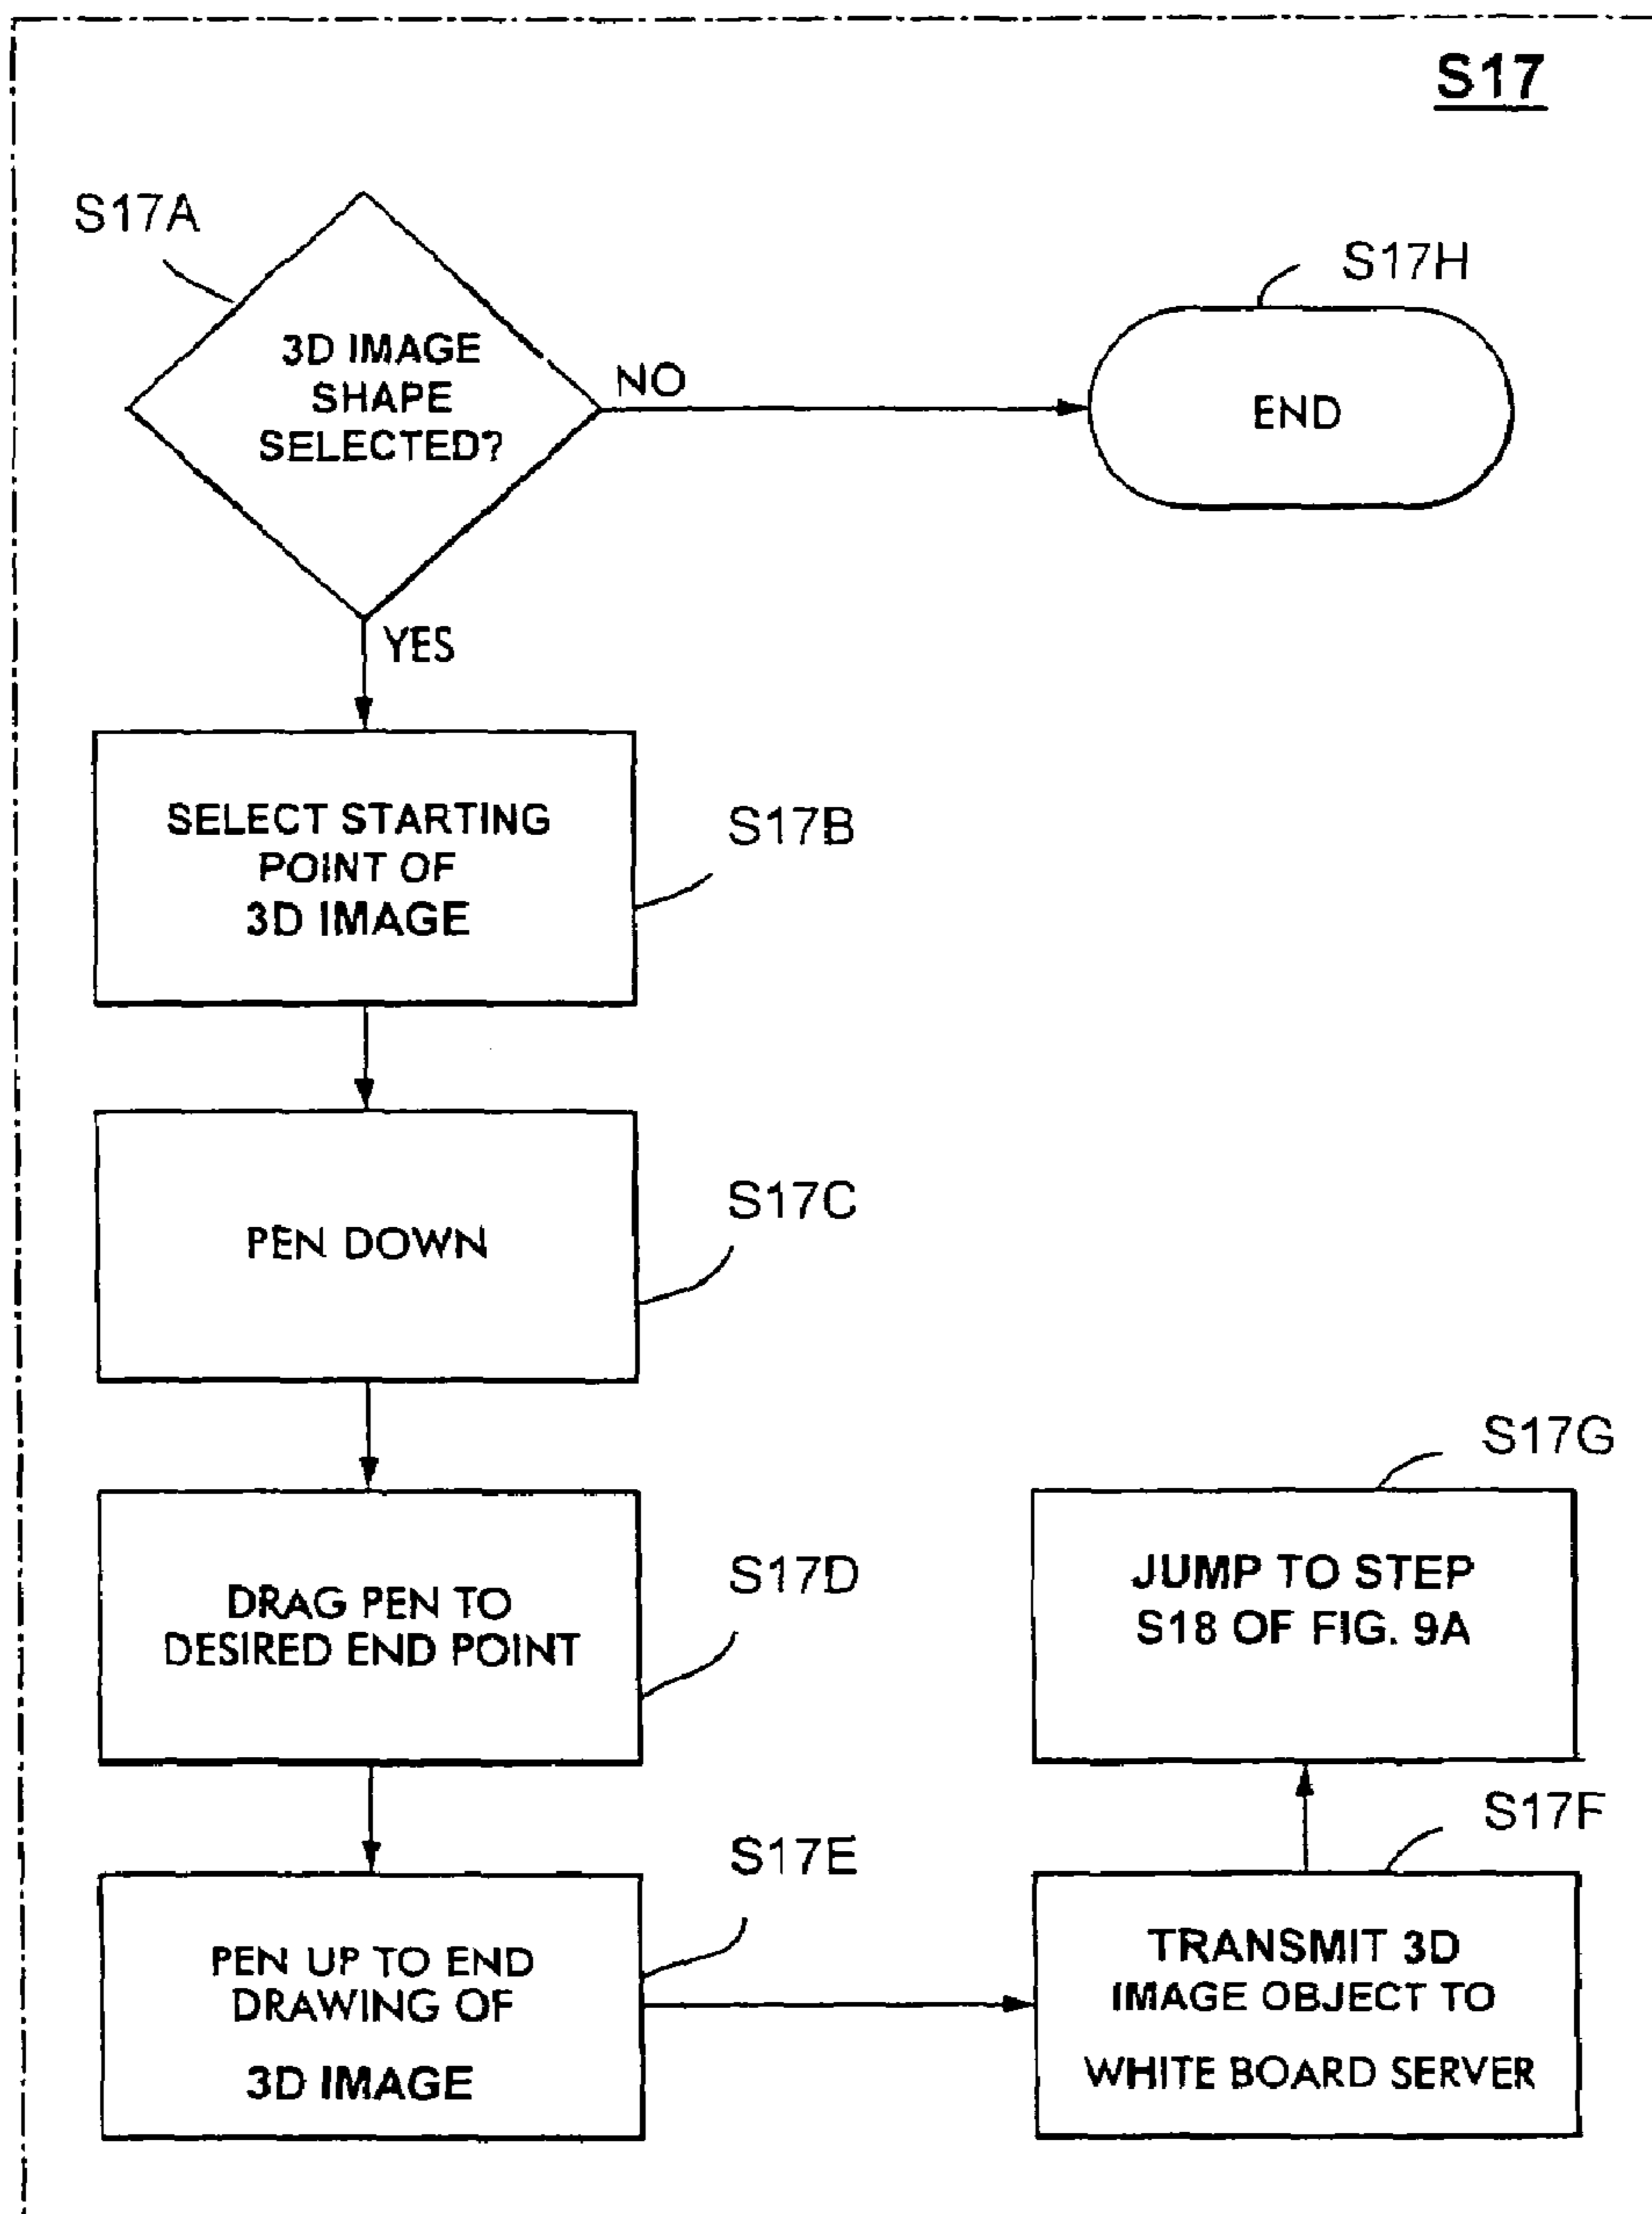 S17
S17A
3D IMAGE
SHAPE
SELECTED?
NO
S17H
END
YES
SELECT STARTING
POINT OF
3D IMAGE
S17B
PEN DOWN
S17C
DRAG PEN TO
DESIRED END POINT
S17D
PEN UP TO END
DRAWING OF
3D IMAGE
S17E
TRANSMIT 3D
IMAGE OBJECT TO
WHITE BOARD SERVER
S17F
JUMP TO STEP
S18 OF FIG. 9A
S17G